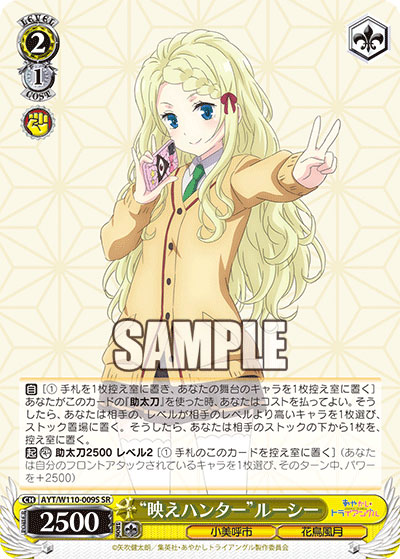 LEVEL
2
1
COST
SAMPLE
自 [① 手札を1枚控え室に置き、あなたの舞台のキャラを1枚控え室に置く]
あなたがこのカードの「助太刀」を使った時、あなたはコストを払ってよい。そうしたら、
あなたは相手の、レベルが相手のレベルより高いキャラを1枚選び、
ストック置場に置く。そうしたら、あなたは相手のストックの下から1枚を、
控え室に置く。
起 助太刀2500 レベル2 [① 手札のこのカードを控え室に置く] (あなた
は自分のフロントアタックされているキャラを1枚選び、そのターン、パワーを
+2500)
CH AYT/W110-009S SR
2500
“映えハンター”ルーシー
あやかしトライアングル
小美呼市
花鳥風月
©矢吹健太朗/集英社・あやかしトライアングル製作委員会